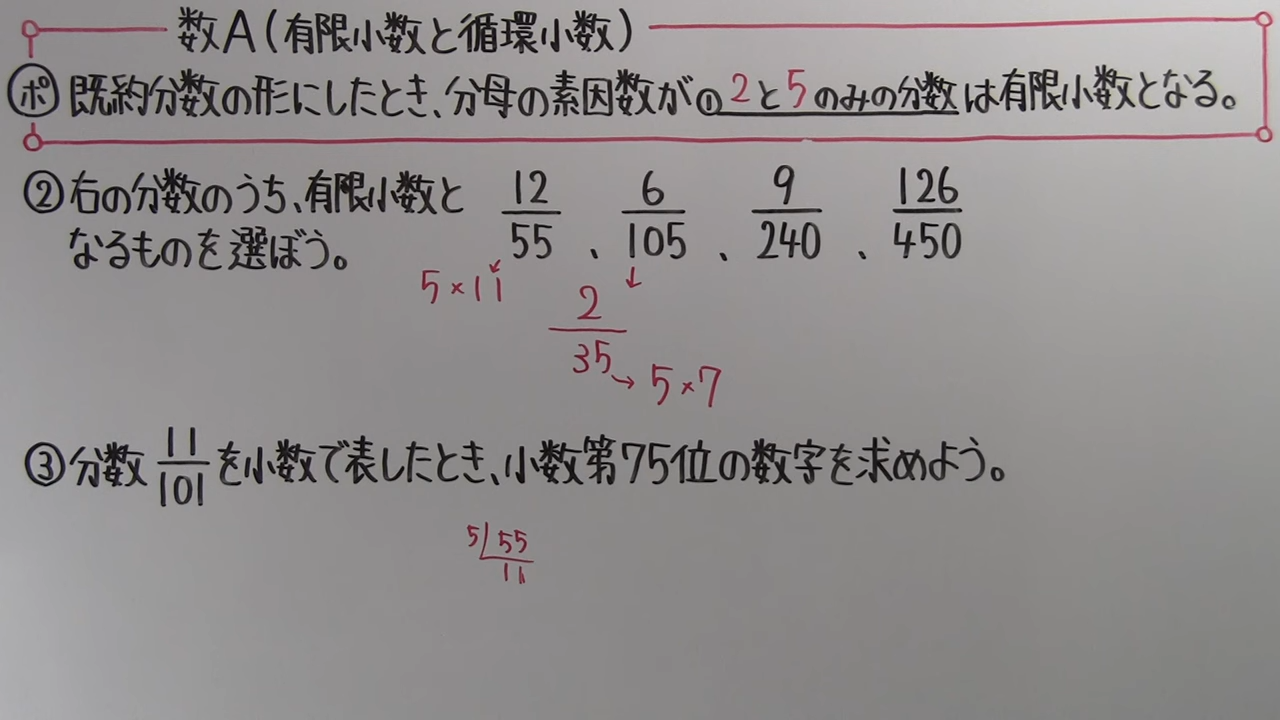 数A(有限小数と循環小数)
ポ 既約分数の形にしたとき、分母の素因数が①2と5のみの分数は有限小数となる。
②右の分数のうち、有限小数と
なるものを選ぼう。
12/55 、 6/105 、 9/240 、 126/450
5×11
2/35 → 5×7
③分数 11/101 を小数で表したとき、小数第75位の数字を求めよう。
5 55
11